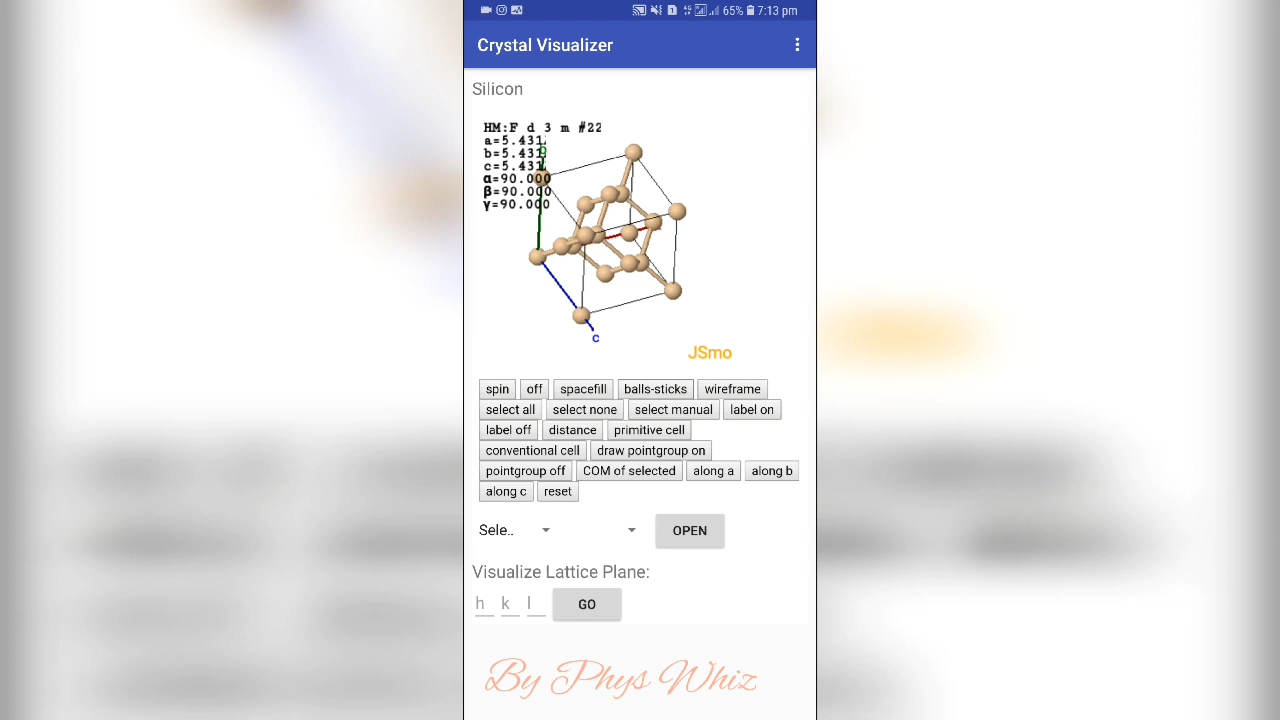 65% 7:13 pm
Crystal Visualizer
Silicon
HM:F d 3 m #22
a=5.431
b=5.431
c=5.431
α=90.000
β=90.000
γ=90.000
c
JSmo
spin off spacefill balls-sticks wireframe
select all select none select manual label on
label off distance primitive cell
conventional cell draw pointgroup on
pointgroup off COM of selected along a along b
along c reset
Sele.. OPEN
Visualize Lattice Plane:
h k l GO
By Phys Whiz